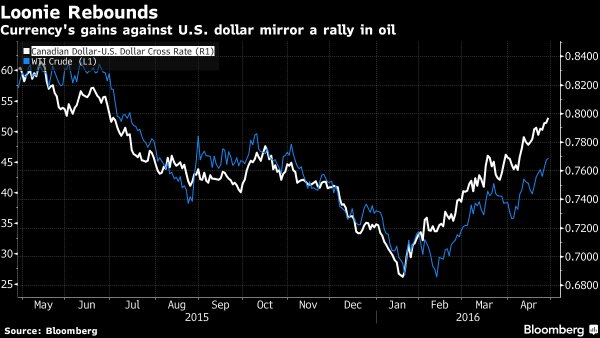 Loonie Rebounds
Currency's gains against U.S. dollar mirror a rally in oil
Canadian Dollar-U.S. Dollar Cross Rate (R1)
WTI Crude (L1)
60
55
50
45
40
35
30
25
0.8400
0.8200
0.8000
0.7800
0.7600
0.7400
0.7200
0.7000
0.6800
May Jun Jul Aug Sep Oct Nov Dec Jan Feb Mar Apr
2015 2016
Source: Bloomberg
Bloomberg